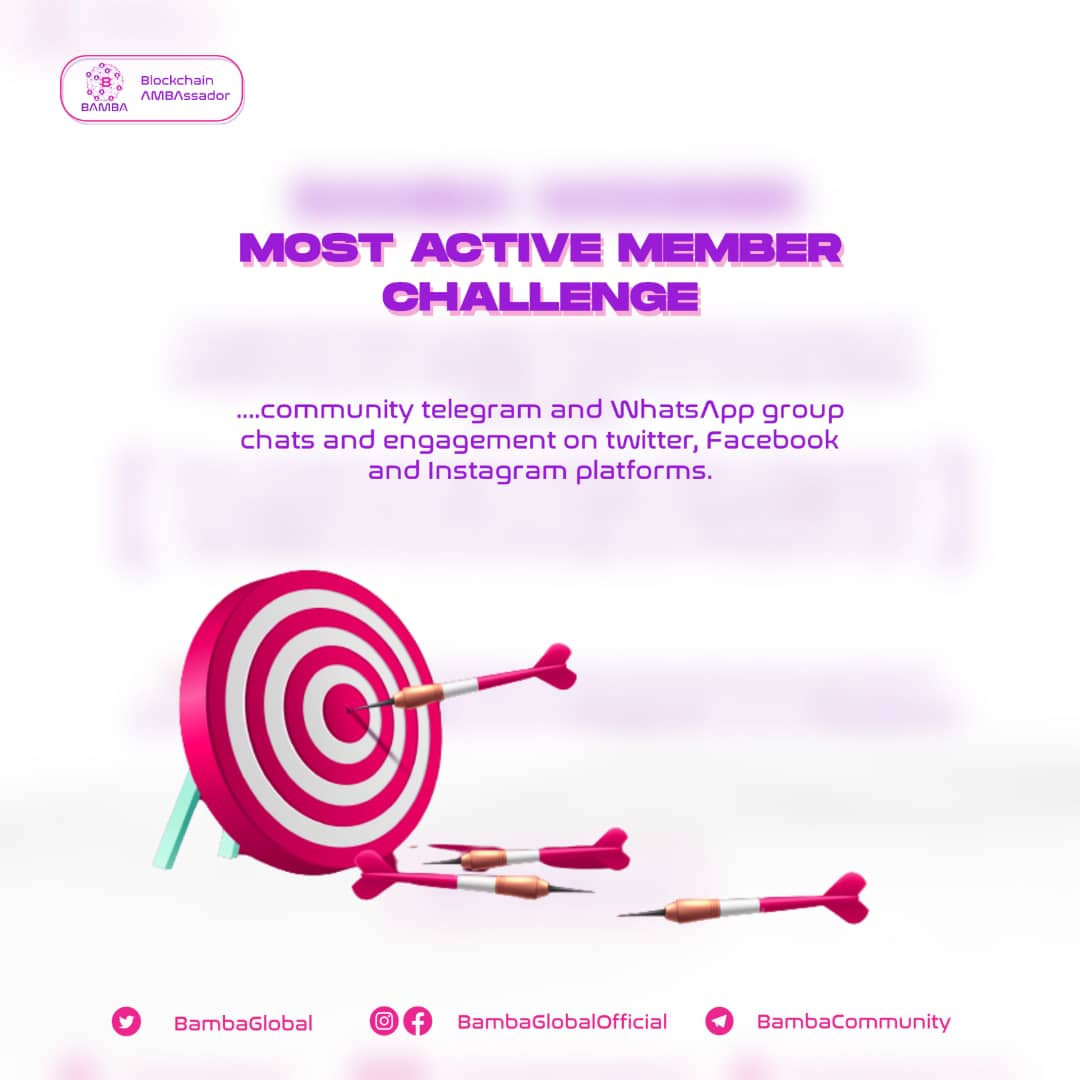 BAMBA
Blockchain
AMBAssador
MOST ACTIVE MEMBER
CHALLENGE
....community telegram and WhatsApp group
chats and engagement on twitter, Facebook
and Instagram platforms.
BambaGlobal
BambaGlobalOfficial
BambaCommunity